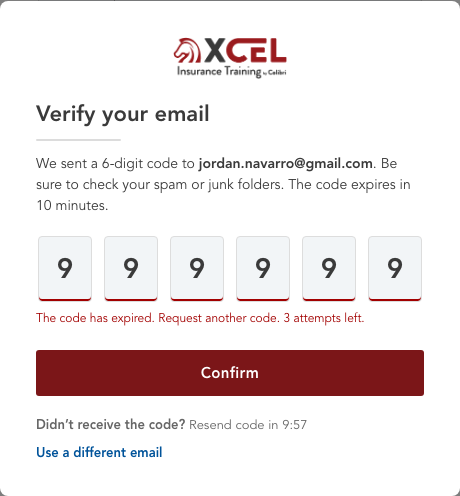 XCEL
Insurance Training by Colibri
Verify your email
We sent a 6-digit code to jordan.navarro@gmail.com. Be
sure to check your spam or junk folders. The code expires in
10 minutes.
9 9 9 9 9 9
The code has expired. Request another code. 3 attempts left.
Confirm
Didn’t receive the code? Resend code in 9:57
Use a different email